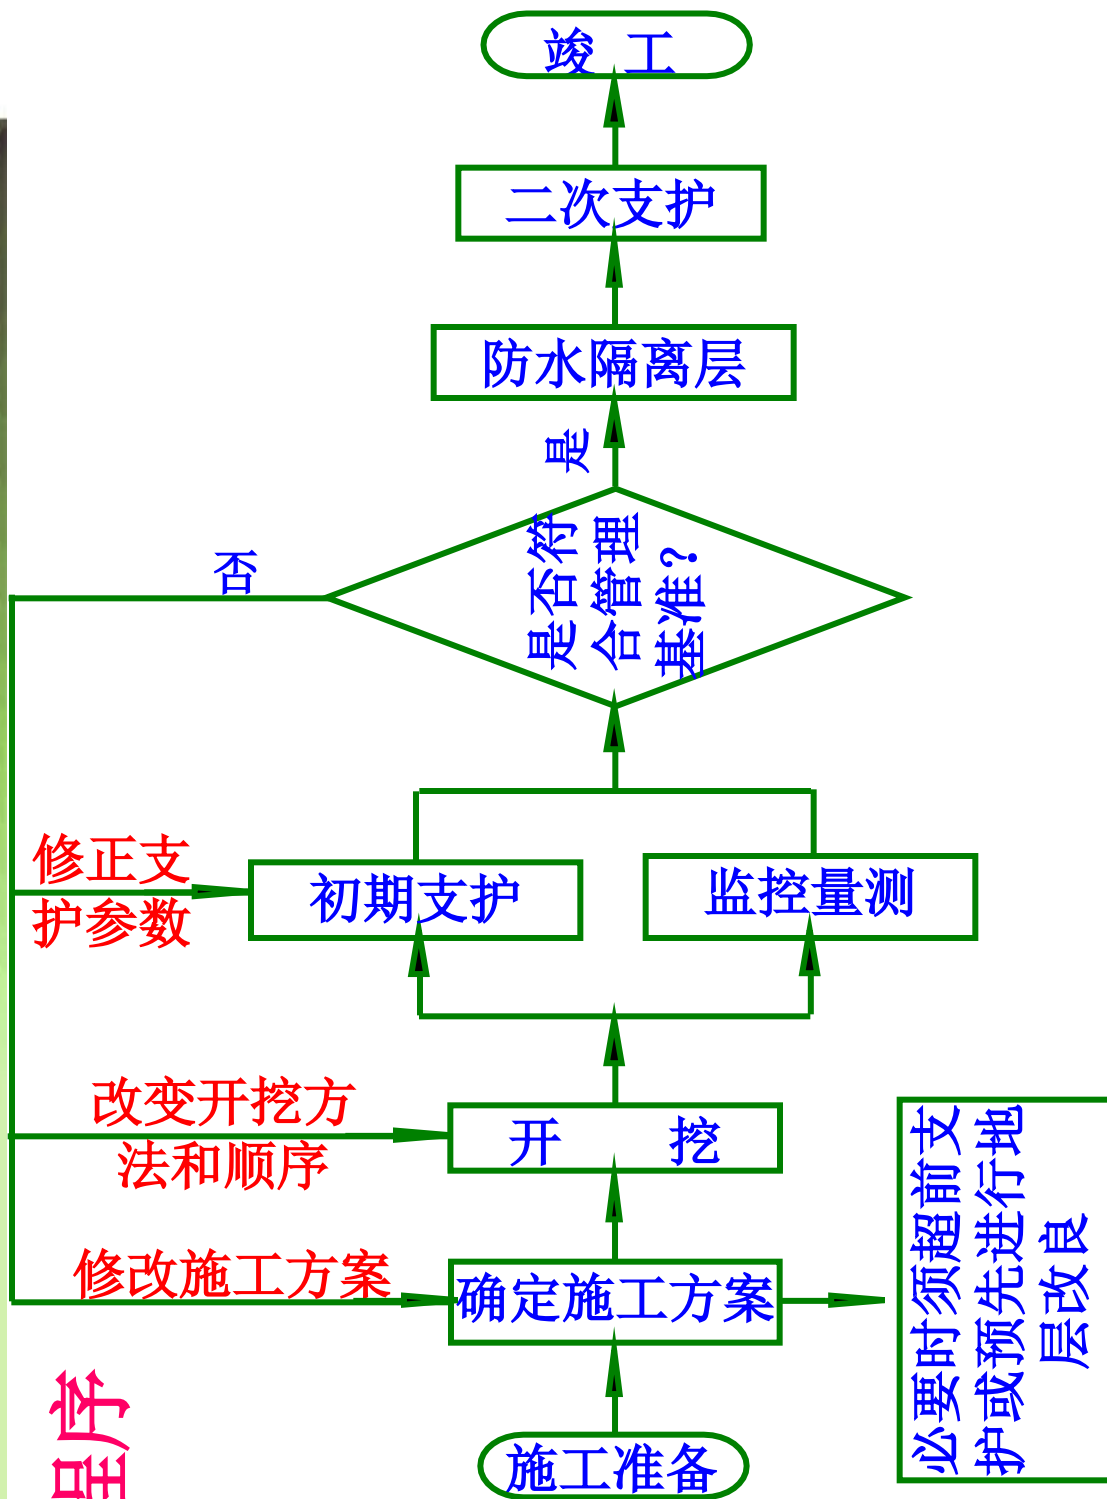 竣 工
二次支护
防水隔离层
是
是否符
合管理
基准？
否
修正支
护参数
初期支护
监控量测
改变开挖方
法和顺序
开 挖
修改施工方案
确定施工方案
必要时须超前支
护或预先进行地
层改良
施工准备
程序